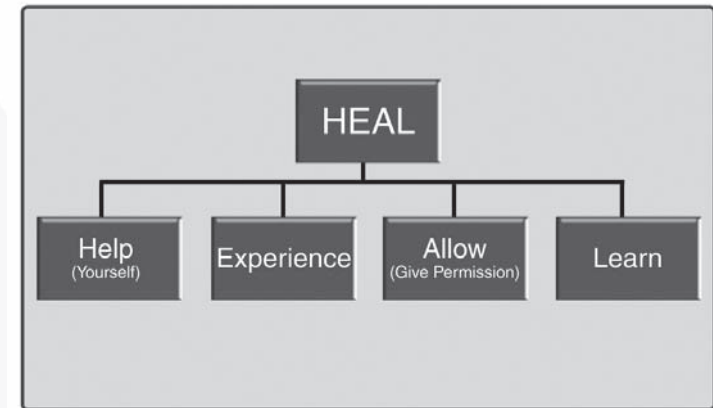 HEAL
Help
(Yourself)
Experience
Allow
(Give Permission)
Learn